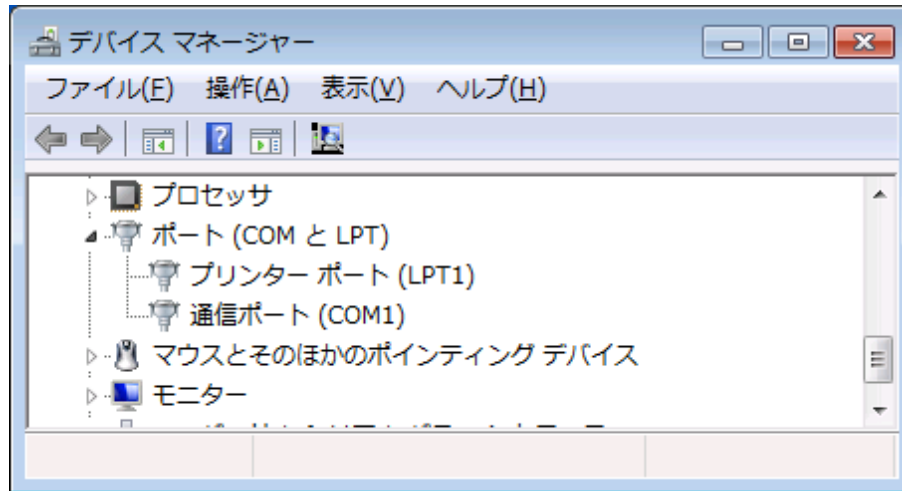 デバイス マネージャー
ファイル(F) 操作(A) 表示(V) ヘルプ(H)
プロセッサ
ポート (COM と LPT)
プリンター ポート (LPT1)
通信ポート (COM1)
マウスとそのほかのポインティング デバイス
モニター